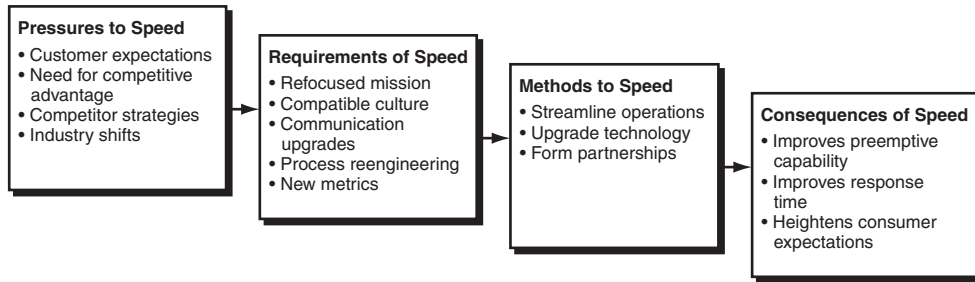 Pressures to Speed
• Customer expectations
• Need for competitive
advantage
• Competitor strategies
• Industry shifts
Requirements of Speed
• Refocused mission
• Compatible culture
• Communication
upgrades
• Process reengineering
• New metrics
Methods to Speed
• Streamline operations
• Upgrade technology
• Form partnerships
Consequences of Speed
• Improves preemptive
capability
• Improves response
time
• Heightens consumer
expectations